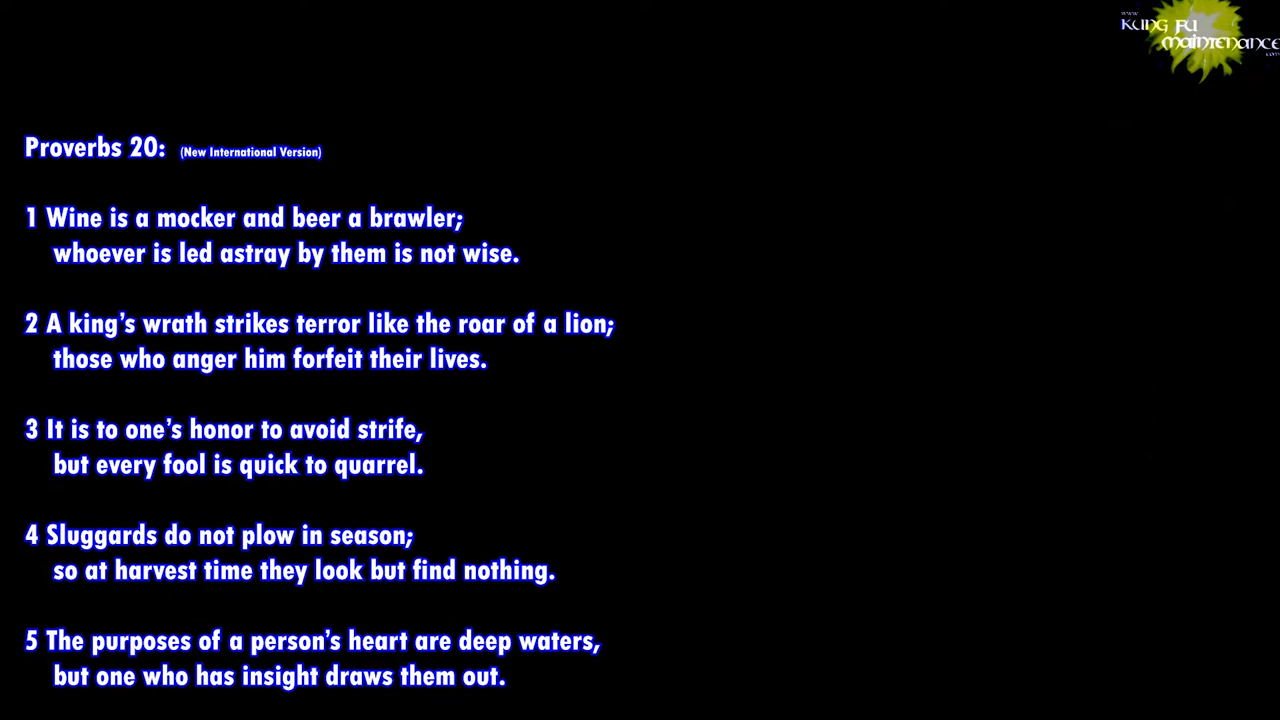 www
Kung Fu
Maintenance
.com
Proverbs 20: (New International Version)
1 Wine is a mocker and beer a brawler;
whoever is led astray by them is not wise.
2 A king’s wrath strikes terror like the roar of a lion;
those who anger him forfeit their lives.
3 It is to one’s honor to avoid strife,
but every fool is quick to quarrel.
4 Sluggards do not plow in season;
so at harvest time they look but find nothing.
5 The purposes of a person’s heart are deep waters,
but one who has insight draws them out.